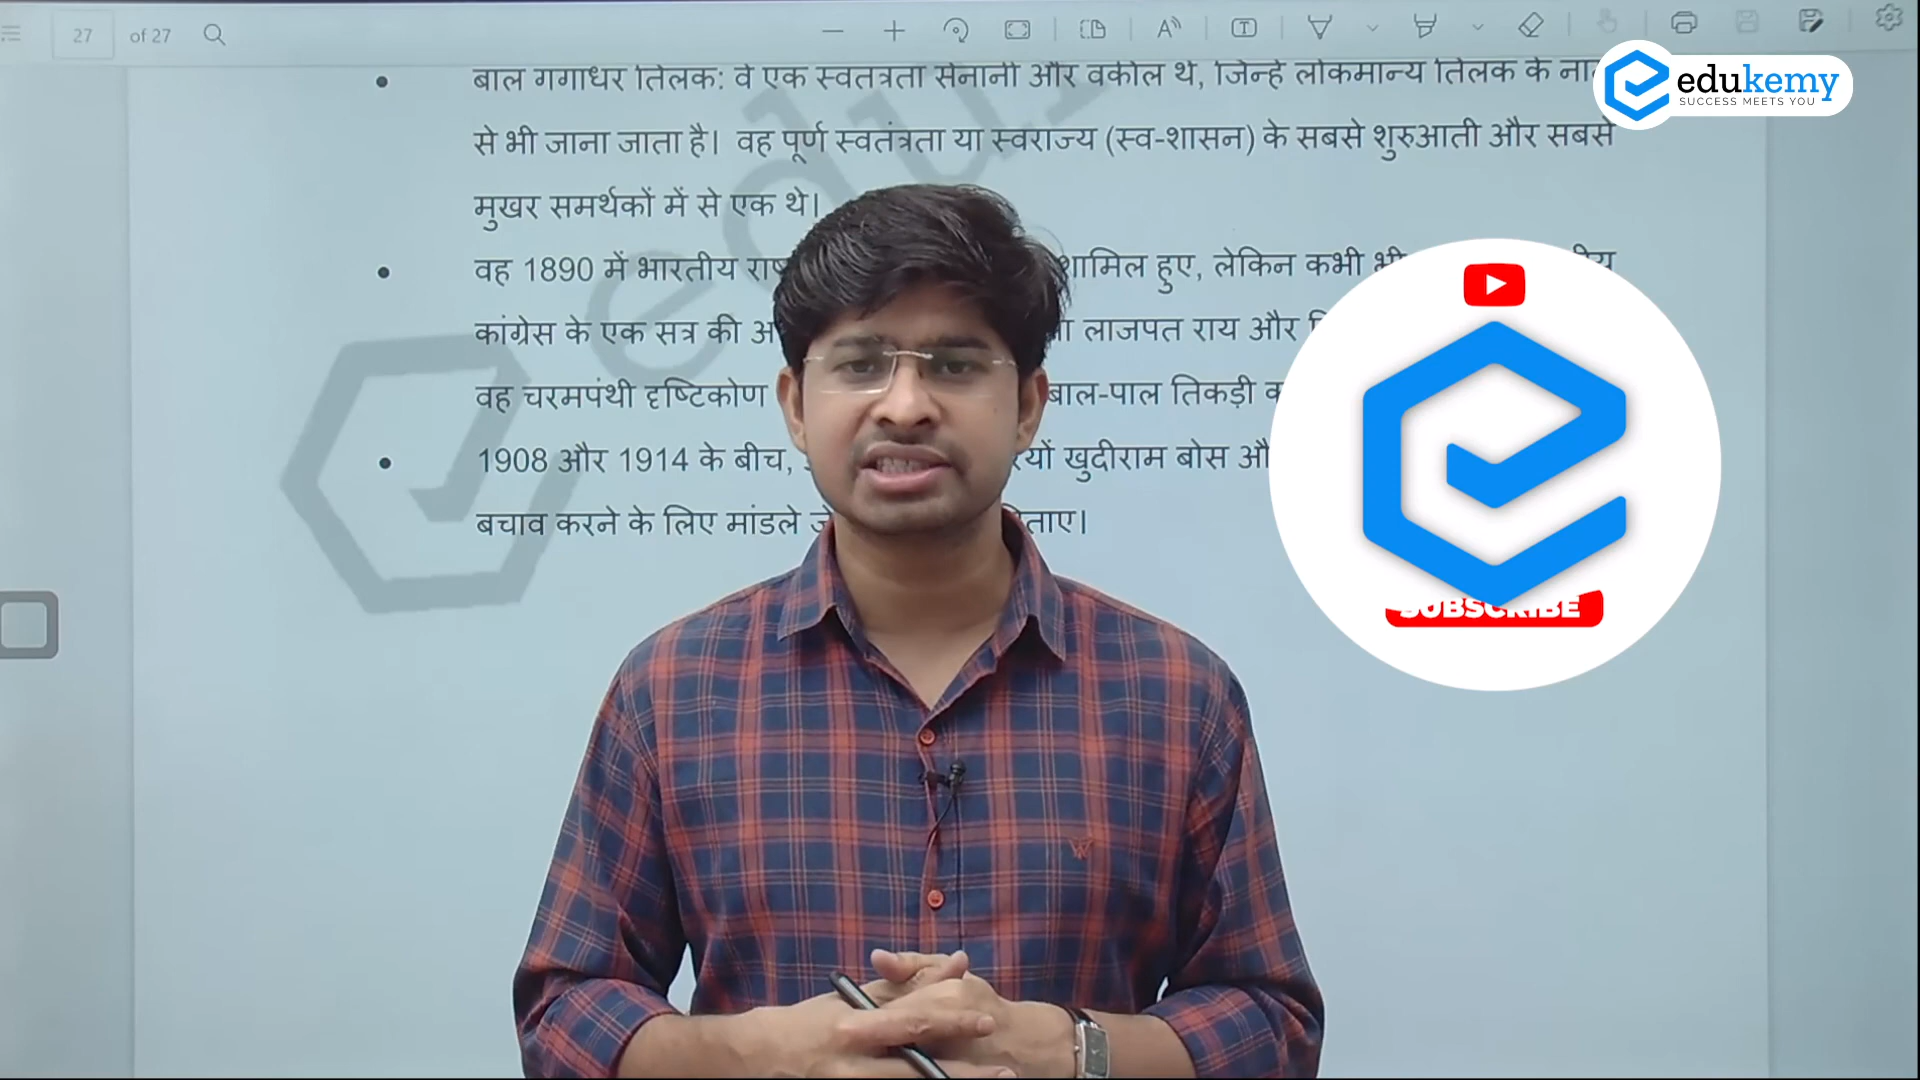 27 of 27
edukemy
SUCCESS MEETS YOU
बाल गंगाधर तिलक: वे एक स्वतंत्रता सेनानी और वकील थे, जिन्हें लोकमान्य तिलक के
से भी जाना जाता है। वह पूर्ण स्वतंत्रता या स्वराज्य (स्व-शासन) के सबसे शुरुआती और सबसे
मुखर समर्थकों में से एक थे।
वह 1890 में भारतीय शामिल हुए, लेकिन कभी भी
कांग्रेस के एक सत्र की लाजपत राय और
वह चरमपंथी दृष्टिकोण बाल-पाल तिकड़ी
1908 और 1914 के बीच, खुदीराम बोस
बचाव करने के लिए मांडले
SUBSCRIBE
edu